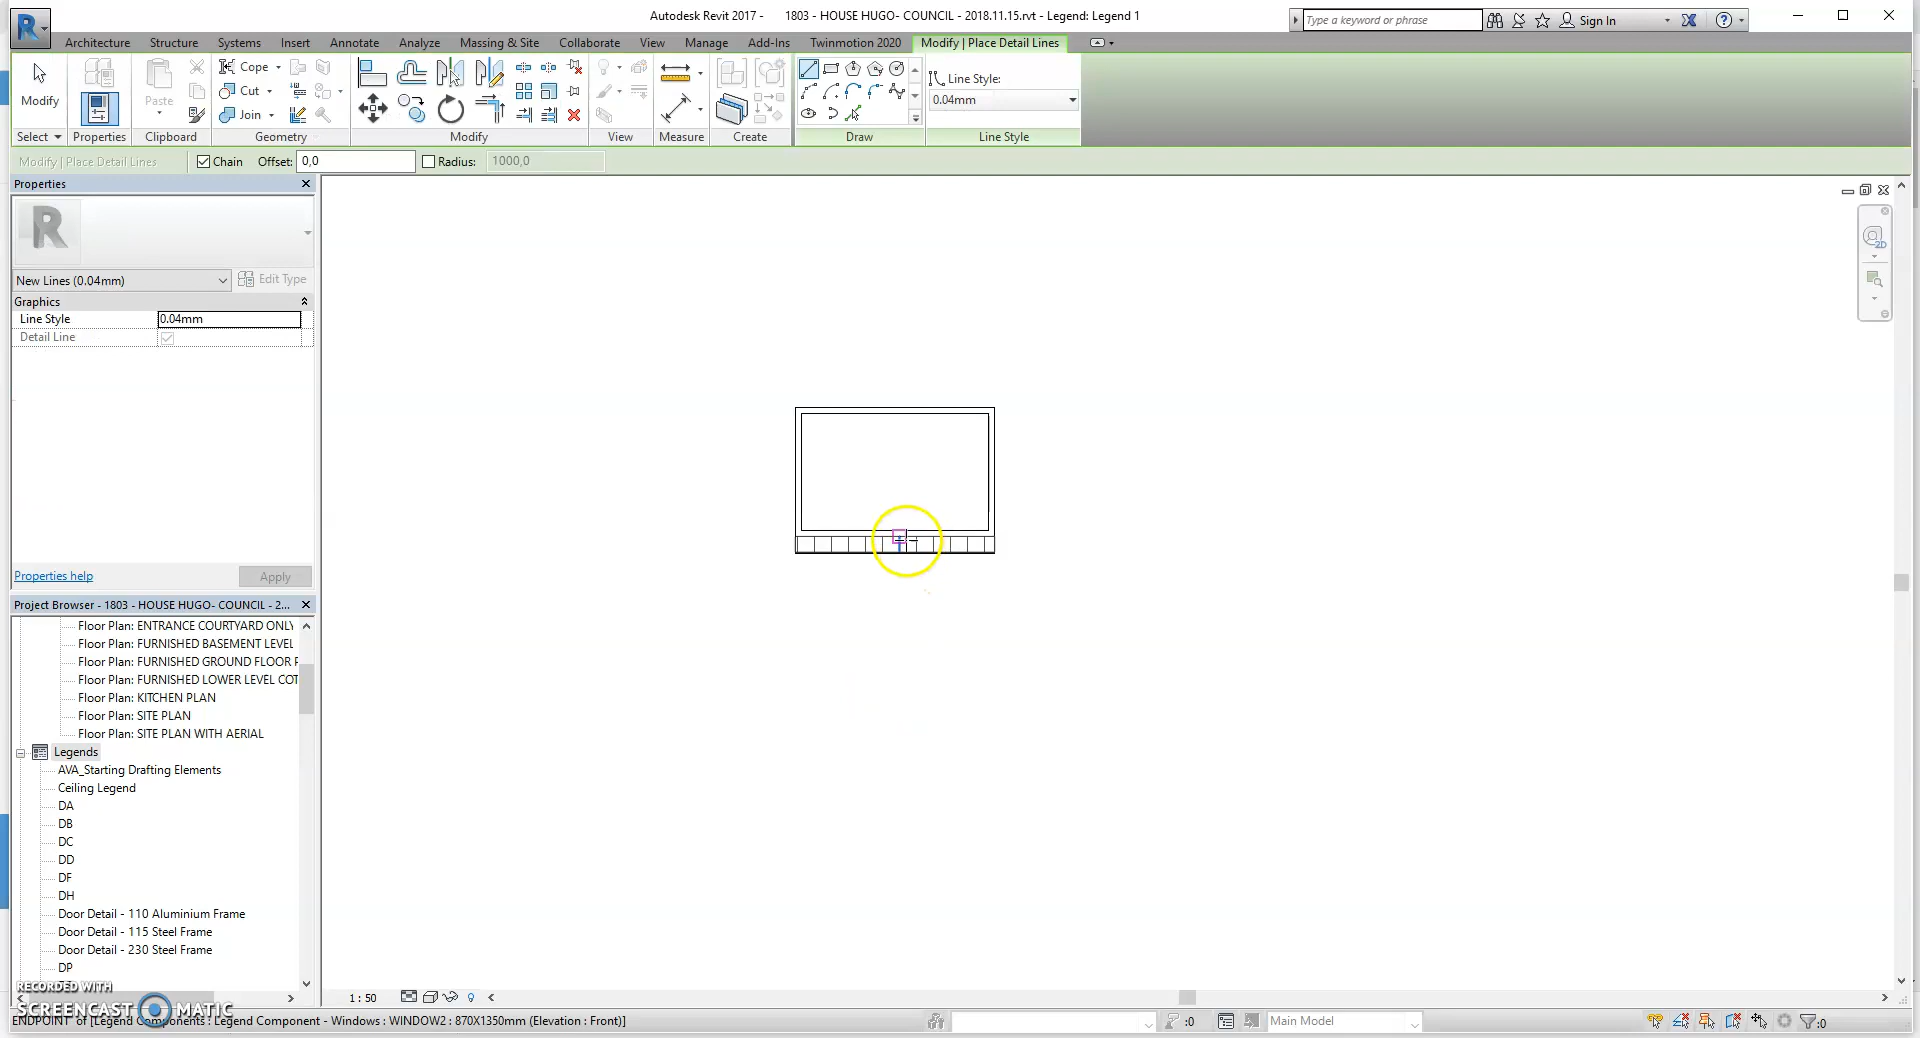 Autodesk Revit 2017 - 1803 - HOUSE HUGO- COUNCIL - 2018.11.15.rvt - Legend: Legend 1
Type a keyword or phrase
Sign In
Architecture Structure Systems Insert Annotate Analyze Massing & Site Collaborate View Manage Add-Ins Twinmotion 2020 Modify | Place Detail Lines
Cope
Cut
Join
Modify
Paste
Line Style:
0.04mm
Select Properties Clipboard Geometry Modify View Measure Create Draw Line Style
Modify | Place Detail Lines Chain Offset: 0,0 Radius: 1000,0
Properties
R
New Lines (0.04mm) Edit Type
Graphics
Line Style 0.04mm
Detail Line
2D
Properties help Apply
Project Browser - 1803 - HOUSE HUGO- COUNCIL - 2...
Floor Plan: ENTRANCE COURTYARD ONLY
Floor Plan: FURNISHED BASEMENT LEVEL
Floor Plan: FURNISHED GROUND FLOOR P
Floor Plan: FURNISHED LOWER LEVEL COT
Floor Plan: KITCHEN PLAN
Floor Plan: SITE PLAN
Floor Plan: SITE PLAN WITH AERIAL
Legends
AVA_Starting Drafting Elements
Ceiling Legend
DA
DB
DC
DD
DF
DH
Door Detail - 110 Aluminium Frame
Door Detail - 115 Steel Frame
Door Detail - 230 Steel Frame
DP
RECORDED WITH
SCREENCAST MATIC
1 : 50
ENDPOINT of [Legend Components : Legend Component - Windows : WINDOW2 : 870X1350mm (Elevation : Front)]
:0
Main Model
:0